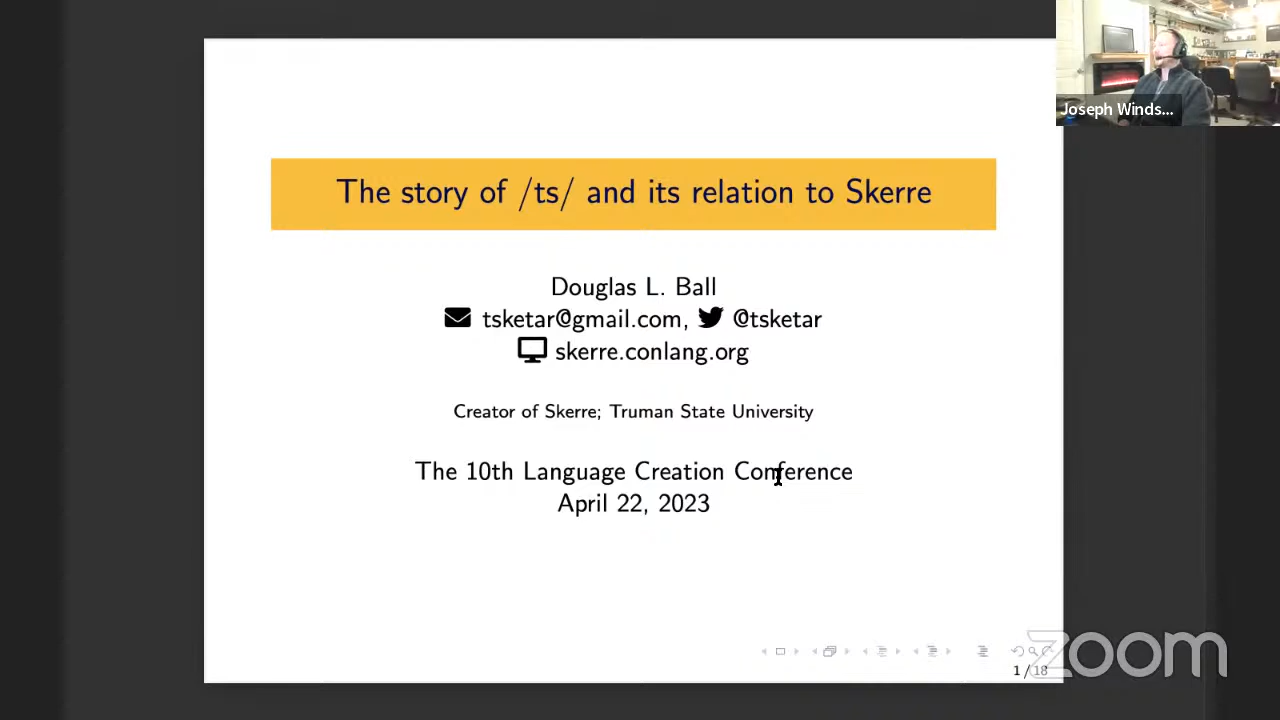 The story of /ts/ and its relation to Skerre
Douglas L. Ball
tsketar@gmail.com, @tsketar
skerre.conlang.org
Creator of Skerre; Truman State University
The 10th Language Creation Conference
April 22, 2023
1 / 18
Joseph Winds...
zoom